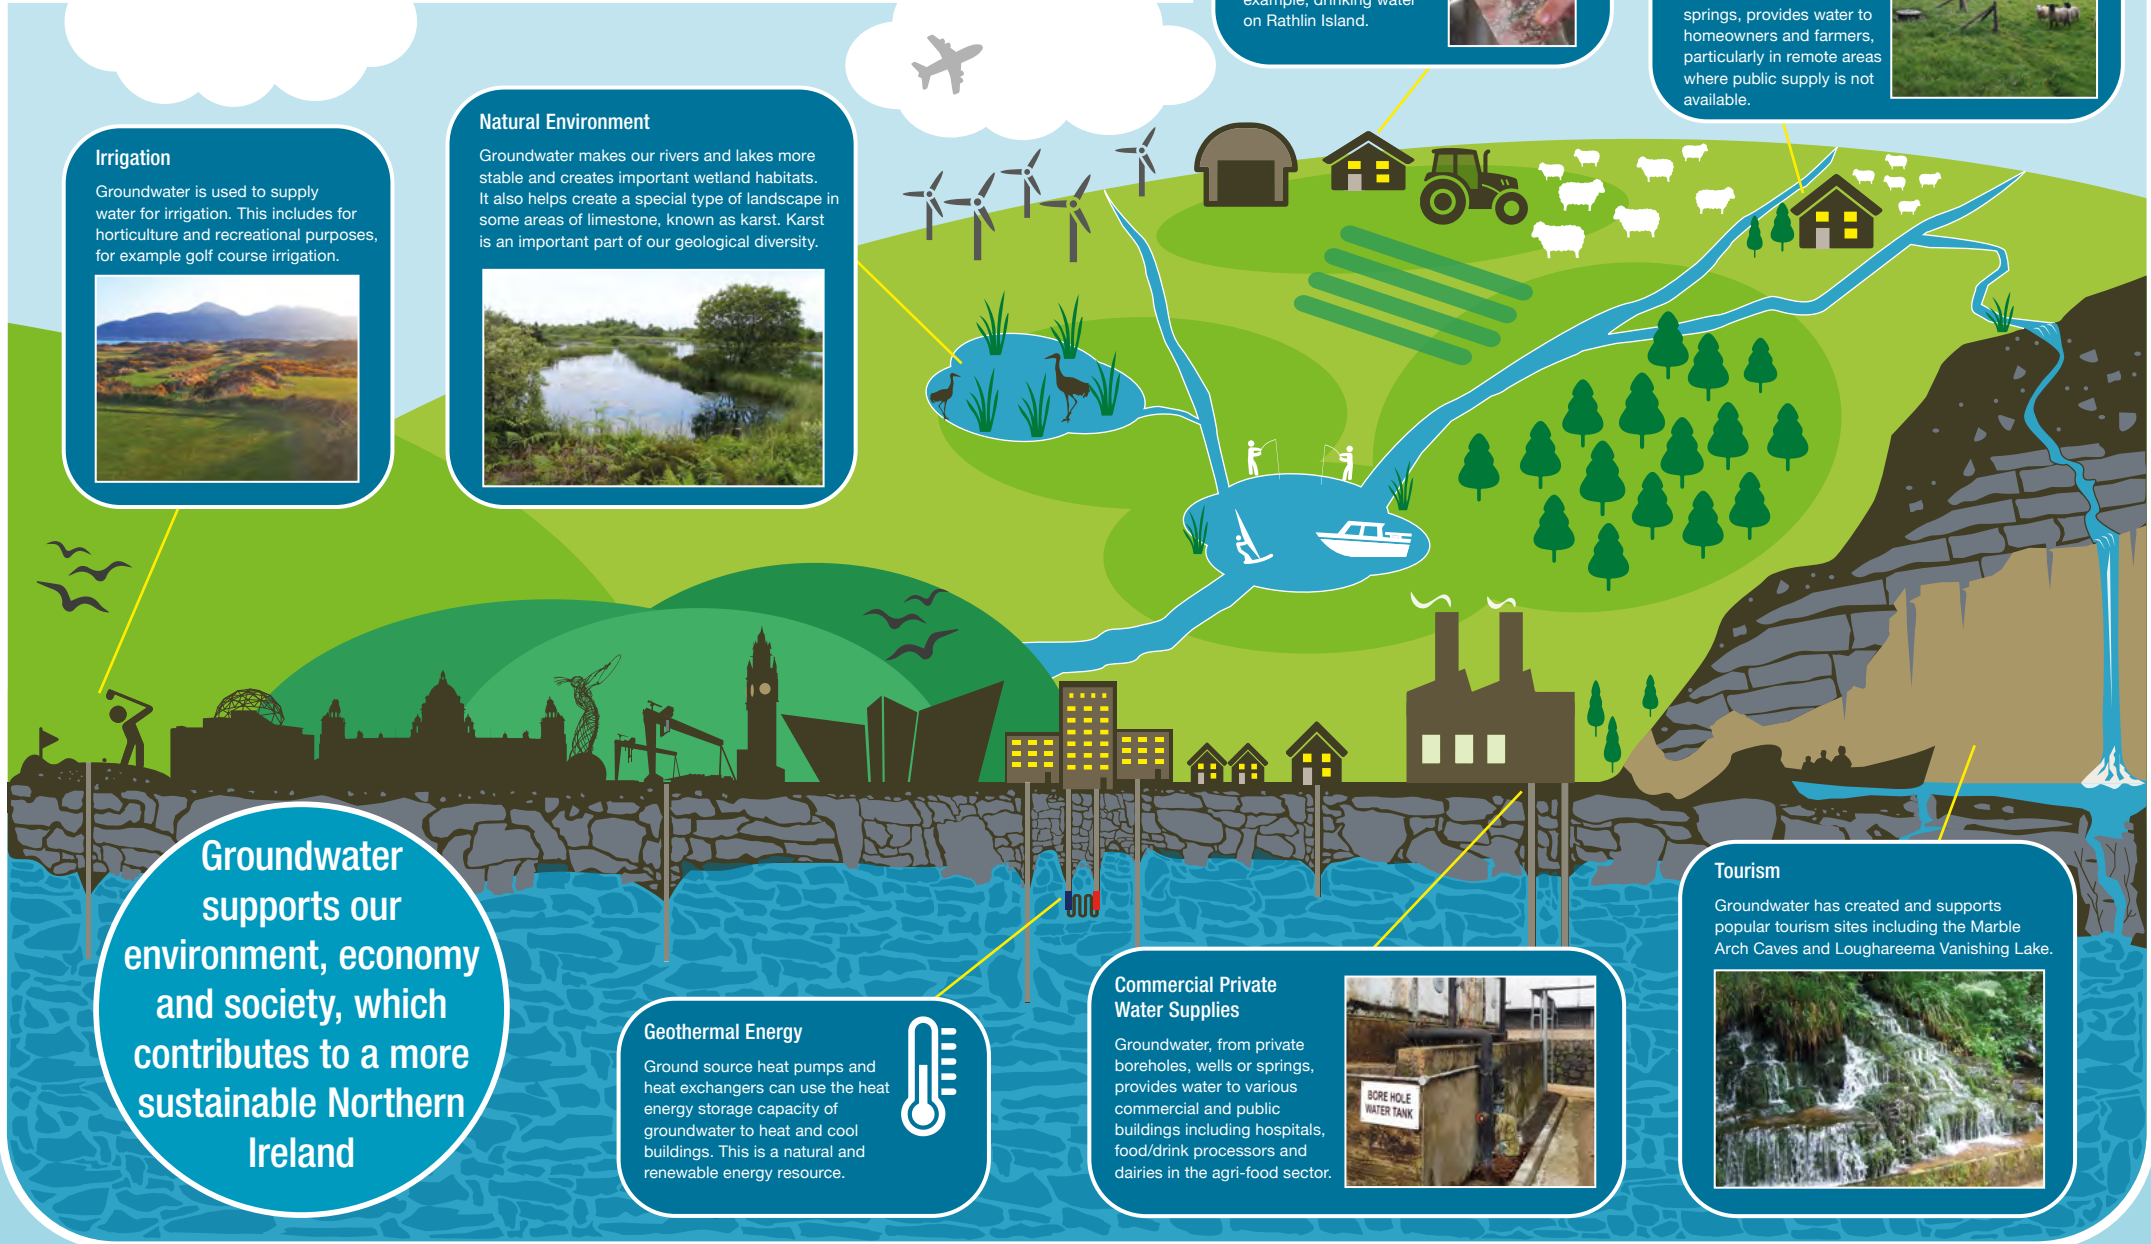 example, drinking water
on Rathlin Island.
springs, provides water to
homeowners and farmers,
particularly in remote areas
where public supply is not
available.
Irrigation
Groundwater is used to supply
water for irrigation. This includes for
horticulture and recreational purposes,
for example golf course irrigation.
Natural Environment
Groundwater makes our rivers and lakes more
stable and creates important wetland habitats.
It also helps create a special type of landscape in
some areas of limestone, known as karst. Karst
is an important part of our geological diversity.
Groundwater
supports our
environment, economy
and society, which
contributes to a more
sustainable Northern
Ireland
Geothermal Energy
Ground source heat pumps and
heat exchangers can use the heat
energy storage capacity of
groundwater to heat and cool
buildings. This is a natural and
renewable energy resource.
Commercial Private
Water Supplies
Groundwater, from private
boreholes, wells or springs,
provides water to various
commercial and public
buildings including hospitals,
food/drink processors and
dairies in the agri-food sector.
BORE HOLE
WATER TANK
Tourism
Groundwater has created and supports
popular tourism sites including the Marble
Arch Caves and Loughareema Vanishing Lake.